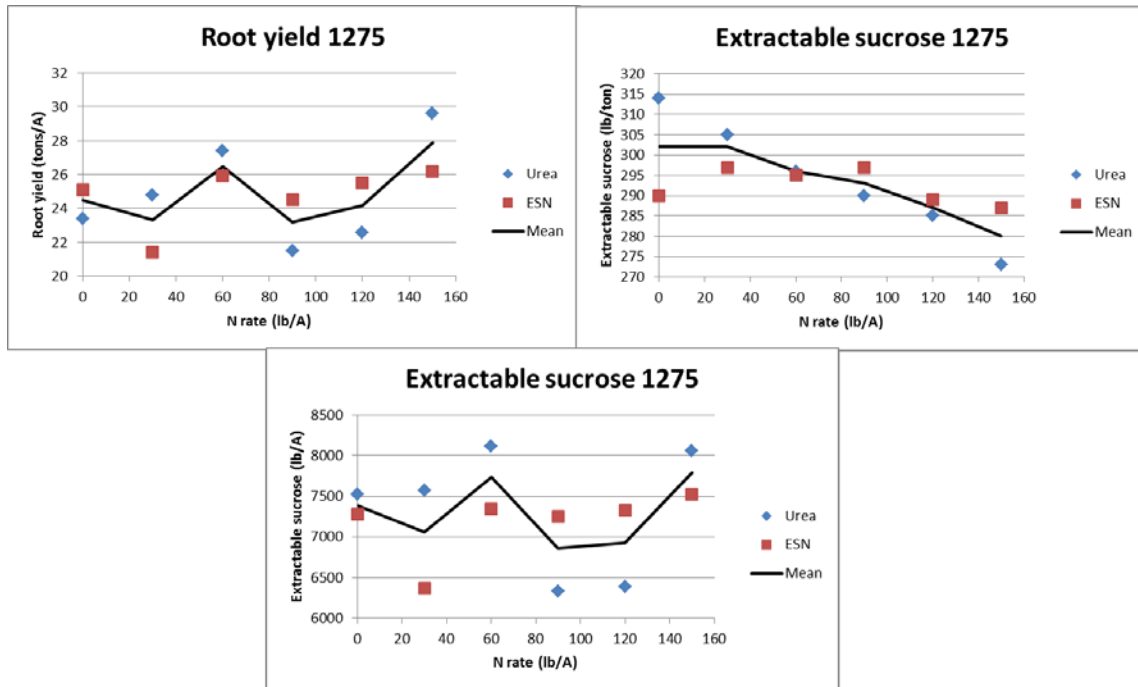 Root yield 1275
Root yield (tons/A)
32
30
28
26
24
22
20
0 20 40 60 80 100 120 140 160
N rate (lb/A)
Urea
ESN
Mean
Extractable sucrose 1275
Extractable sucrose (lb/ton)
320
315
310
305
300
295
290
285
280
275
270
0 20 40 60 80 100 120 140 160
N rate (lb/A)
Urea
ESN
Mean
Extractable sucrose 1275
Extractable sucrose (lb/A)
8500
8000
7500
7000
6500
6000
0 20 40 60 80 100 120 140 160
N rate (lb/A)
Urea
ESN
Mean